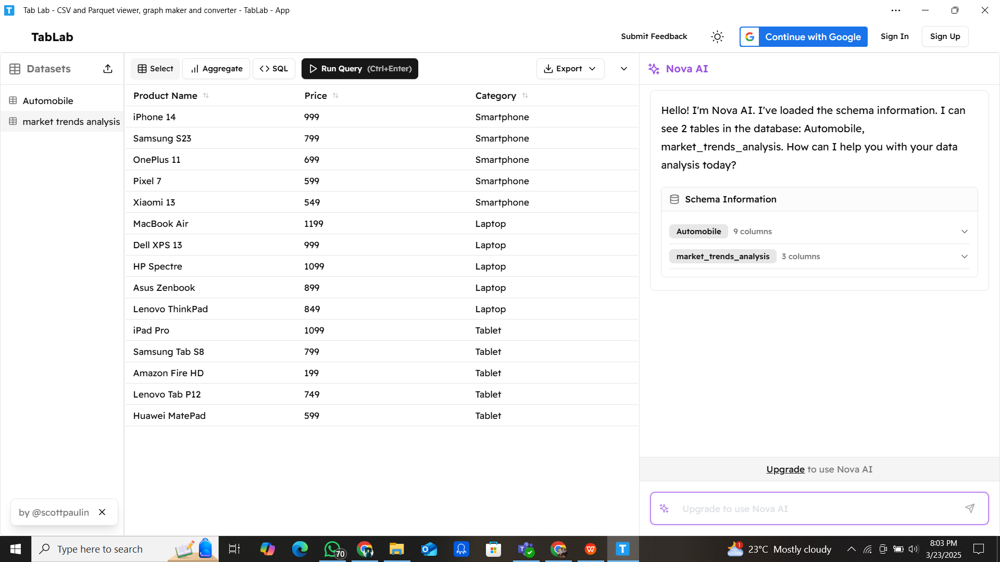 Tab Lab - CSV and Parquet viewer, graph maker and converter - TabLab - App
TabLab
Submit Feedback
Continue with Google
Sign In
Sign Up
Datasets
Automobile
market trends analysis
Select
Aggregate
SQL
Run Query (Ctrl+Enter)
Export
Product Name Price Category
iPhone 14 999 Smartphone
Samsung S23 799 Smartphone
OnePlus 11 699 Smartphone
Pixel 7 599 Smartphone
Xiaomi 13 549 Smartphone
MacBook Air 1199 Laptop
Dell XPS 13 999 Laptop
HP Spectre 1099 Laptop
Asus Zenbook 899 Laptop
Lenovo ThinkPad 849 Laptop
iPad Pro 1099 Tablet
Samsung Tab S8 799 Tablet
Amazon Fire HD 199 Tablet
Lenovo Tab P12 749 Tablet
Huawei MatePad 599 Tablet
Nova AI
Hello! I'm Nova AI. I've loaded the schema information. I can
see 2 tables in the database: Automobile,
market_trends_analysis. How can I help you with your data
analysis today?
Schema Information
Automobile 9 columns
market_trends_analysis 3 columns
Upgrade to use Nova AI
Upgrade to use Nova AI
by @scottpaulin
Type here to search
70
1
23°C Mostly cloudy
8:03 PM
3/23/2025